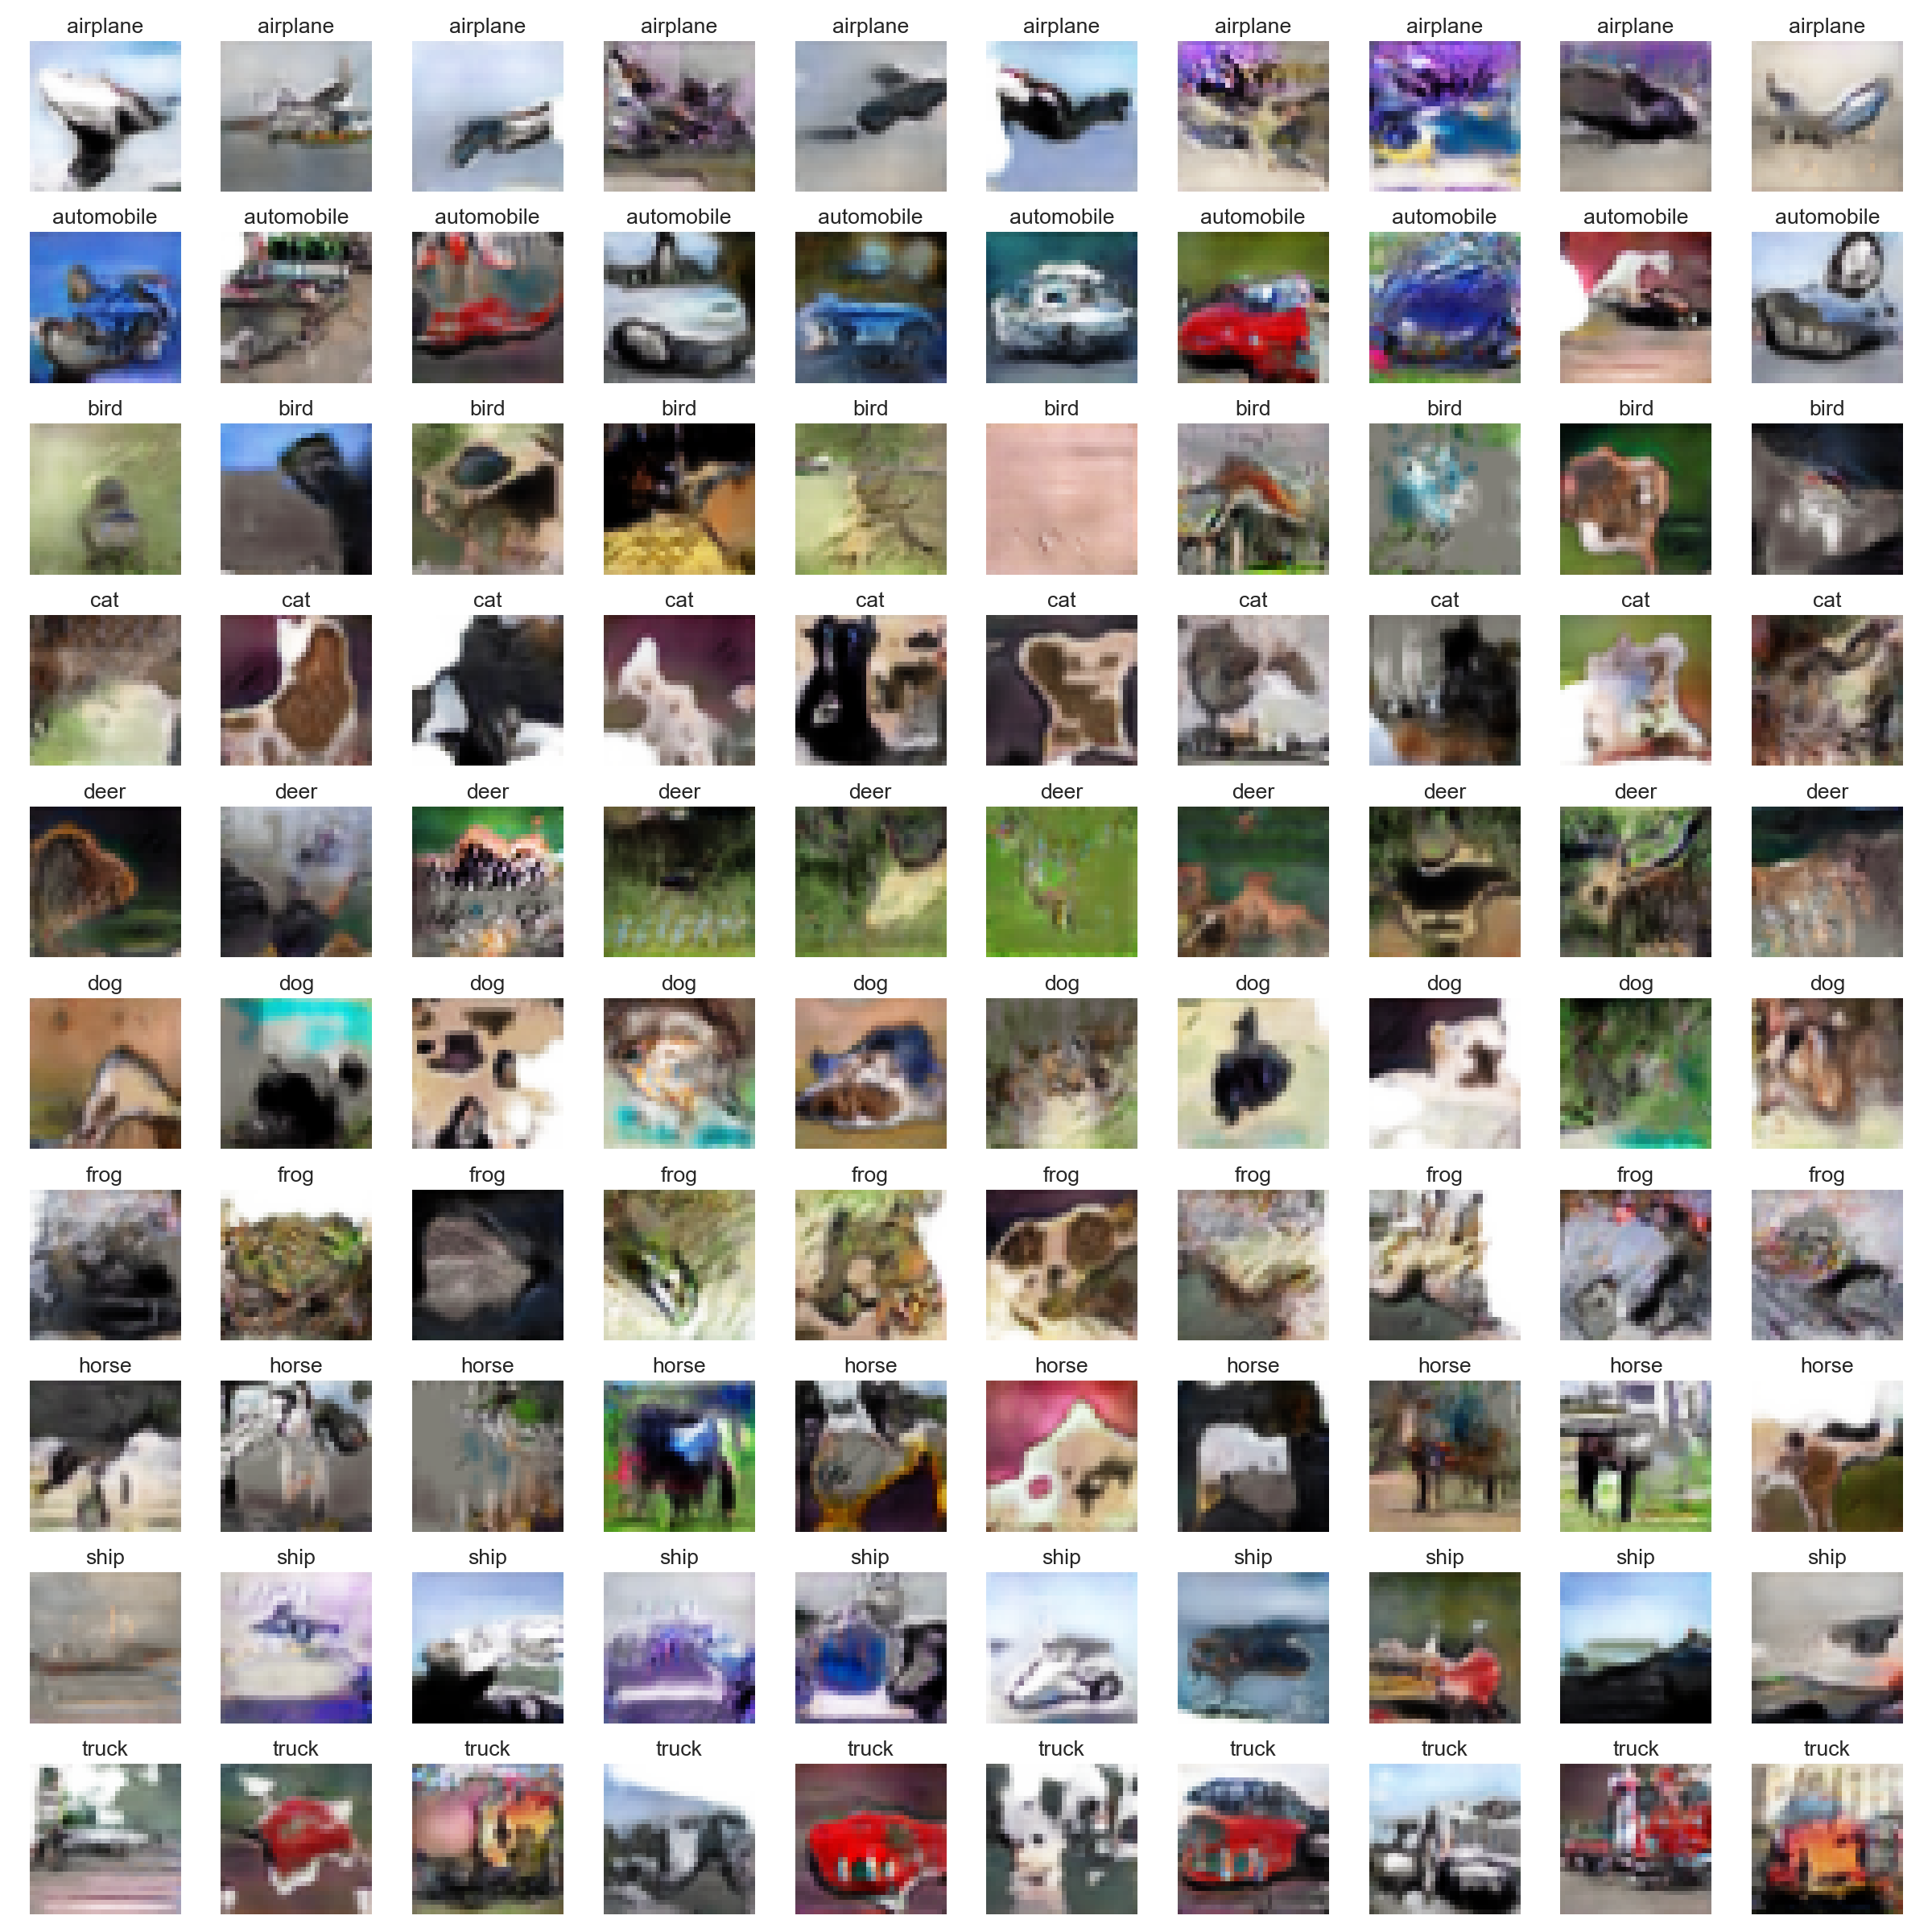 airplane airplane airplane airplane airplane airplane airplane airplane airplane airplane
automobile automobile automobile automobile automobile automobile automobile automobile automobile automobile
bird bird bird bird bird bird bird bird bird bird
cat cat cat cat cat cat cat cat cat cat
deer deer deer deer deer deer deer deer deer deer
dog dog dog dog dog dog dog dog dog dog
frog frog frog frog frog frog frog frog frog frog
horse horse horse horse horse horse horse horse horse horse
ship ship ship ship ship ship ship ship ship ship
truck truck truck truck truck truck truck truck truck truck